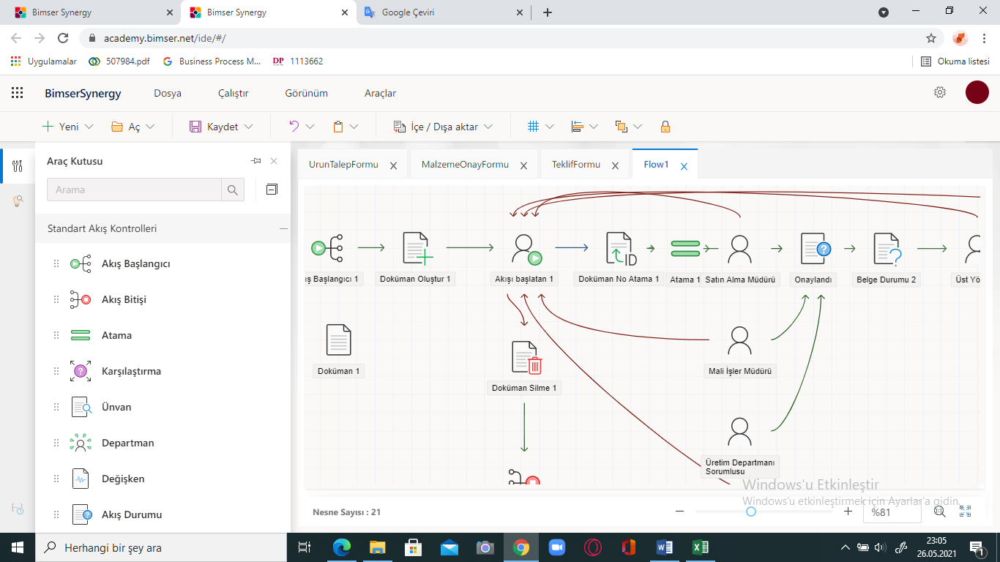 Bimser Synergy
Bimser Synergy
Google Çeviri
academy.bimser.net/ide/#/
Uygulamalar
507984.pdf
Business Process M...
DP 1113662
Okuma listesi
BimserSynergy
Dosya
Çalıştır
Görünüm
Araçlar
Yeni
Aç
Kaydet
İçe / Dışa aktar
Araç Kutusu
Arama
Standart Akış Kontrolleri
Akış Başlangıcı
Akış Bitişi
Atama
Karşılaştırma
Ünvan
Departman
Değişken
Akış Durumu
UrunTalepFormu
MalzemeOnayFormu
TeklifFormu
Flow1
ID
ış Başlangıcı 1
Doküman Oluştur 1
Akışı başlatan 1
Doküman No Atama 1
Atama 1
Satın Alma Müdürü
Onaylandı
Belge Durumu 2
Üst Yö
Doküman 1
Doküman Silme 1
Mali İşler Müdürü
Üretim Departmanı
Sorumlusu
Windows'u Etkinleştir
Windows'u etkinleştirmek için Ayarlar'a gidin.
Nesne Sayısı : 21
%81
Herhangi bir şey ara
23:05
26.05.2021
1